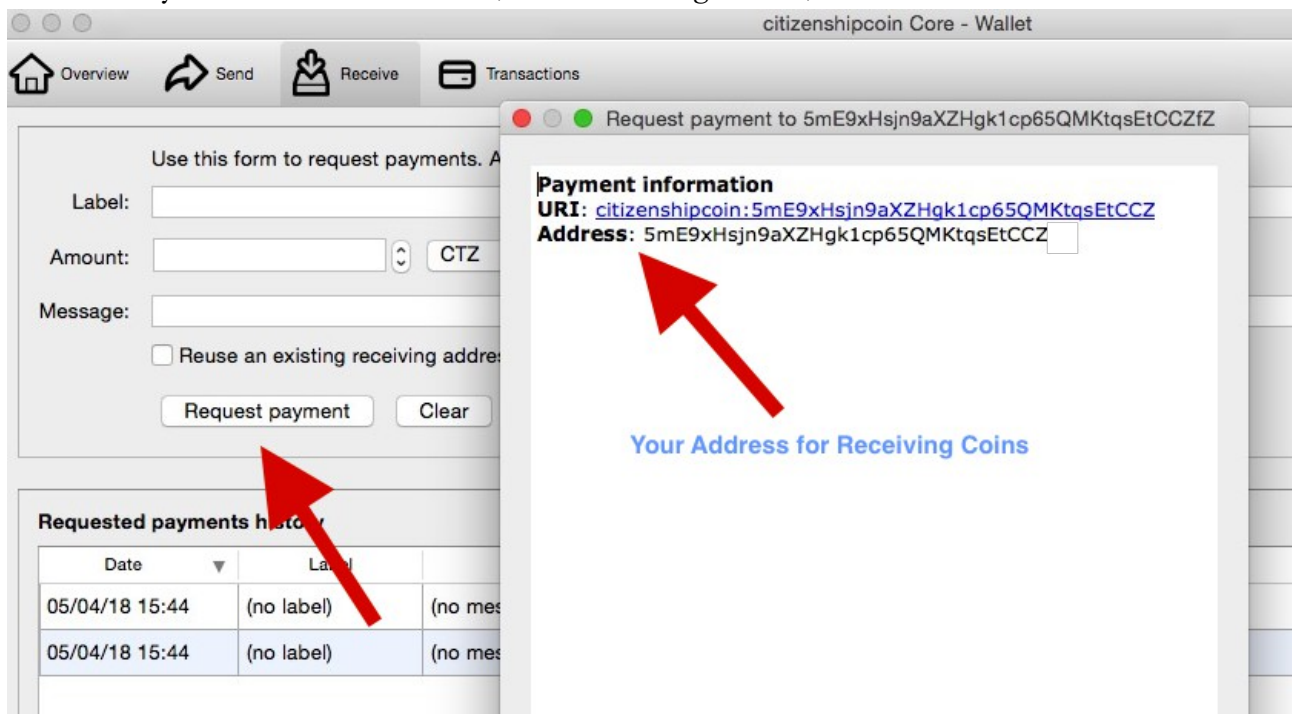 citizenshipcoin Core - Wallet
Overview
Send
Receive
Transactions
Request payment to 5mE9xHsjn9aXZHgk1cp65QMKtqsEtCCZfZ
Use this form to request payments. A
Label:
Amount:
CTZ
Message:
Reuse an existing receiving addre
Request payment
Clear
Payment information
URI: citizenshipcoin:5mE9xHsjn9aXZHgk1cp65QMKtqsEtCCZ
Address: 5mE9xHsjn9aXZHgk1cp65QMKtqsEtCCZ
Your Address for Receiving Coins
Requested payments history
Date
Label
05/04/18 15:44 (no label) (no mes
05/04/18 15:44 (no label) (no mes